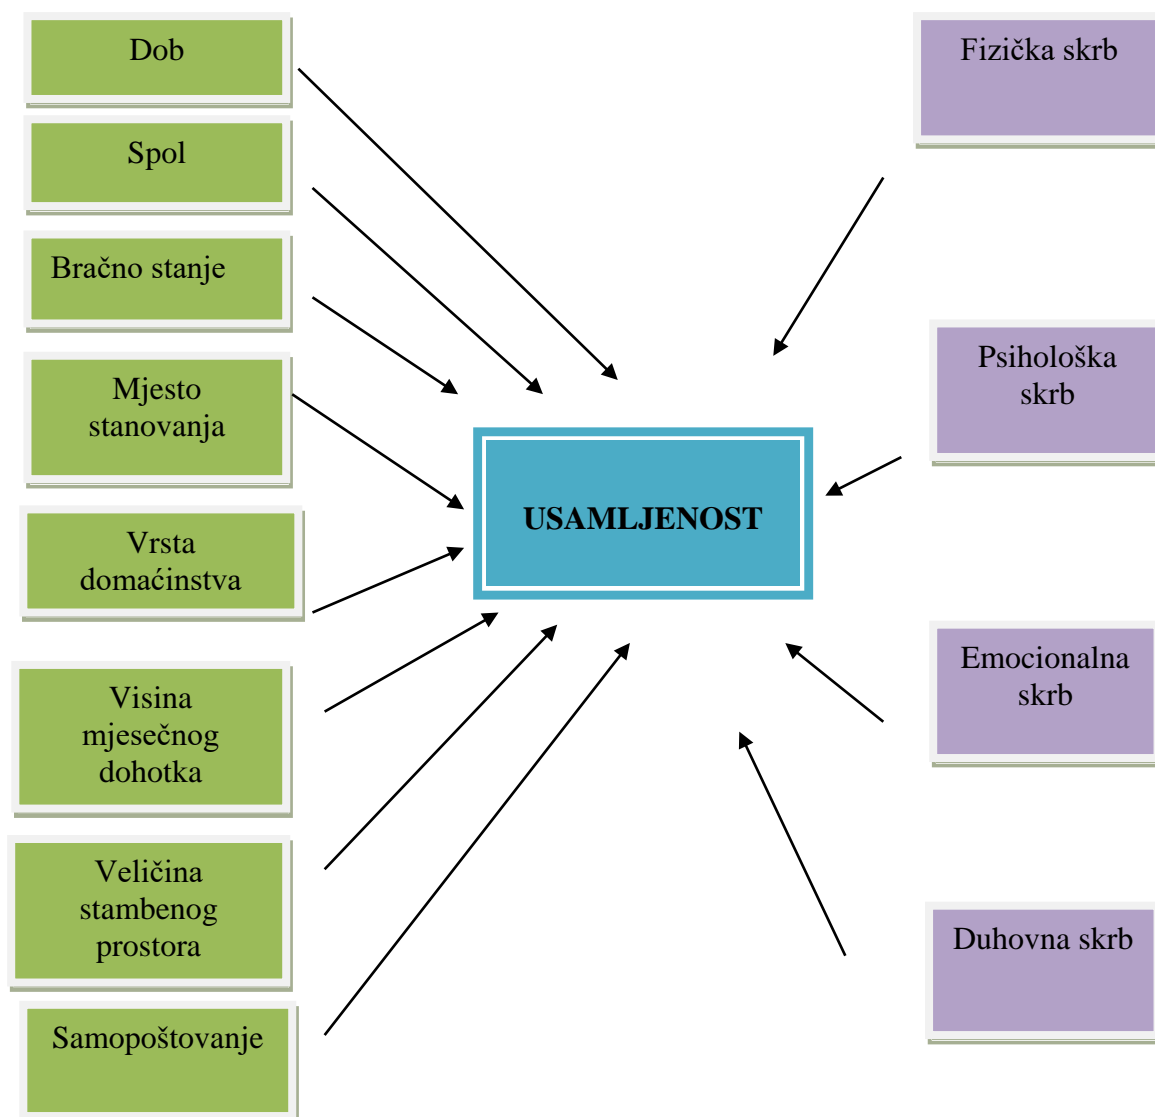 Dob
Spol
Bračno stanje
Mjesto
stanovanja
Vrsta
domaćinstva
Visina
mjesečnog
dohotka
Veličina
stambenog
prostora
Samopoštovanje
USAMLJENOST
Fizička skrb
Psihološka
skrb
Emocionalna
skrb
Duhovna skrb